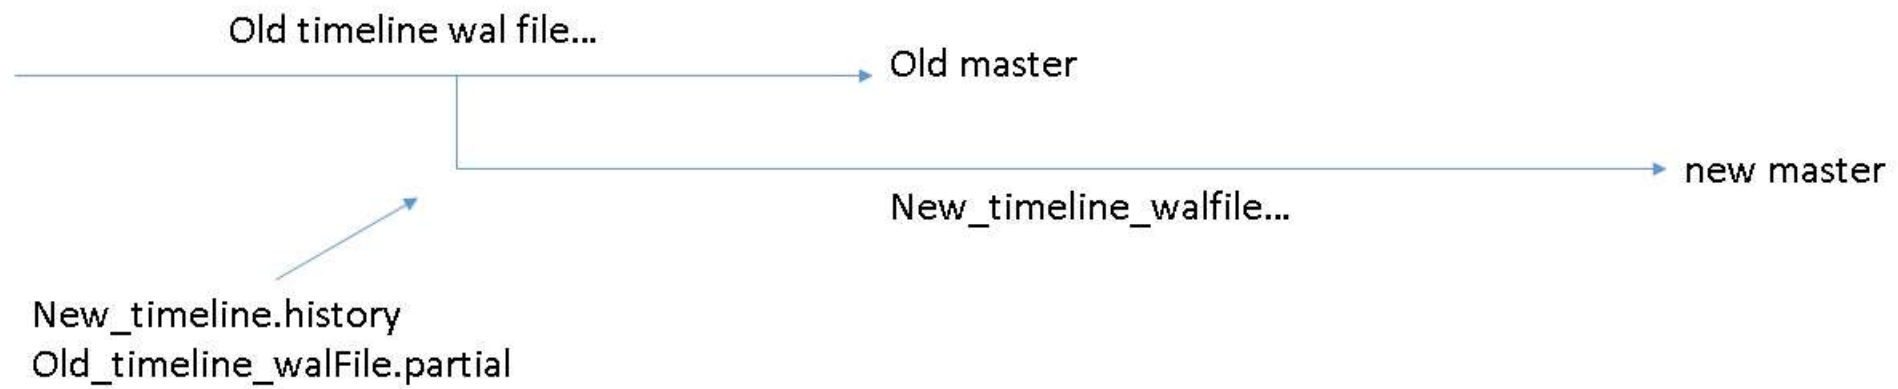 Old timeline wal file...
Old master
new master
New_timeline_walfile...
New_timeline.history
Old_timeline_walFile.partial